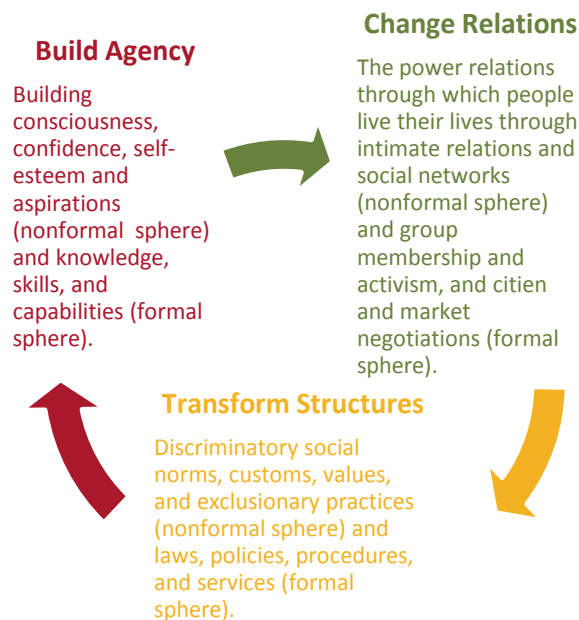 Build Agency
Building
consciousness,
confidence, self-
esteem and
aspirations
(nonformal sphere)
and knowledge,
skills, and
capabilities (formal
sphere).
Change Relations
The power relations
through which people
live their lives through
intimate relations and
social networks
(nonformal sphere)
and group
membership and
activism, and citien
and market
negotiations (formal
sphere).
Transform Structures
Discriminatory social
norms, customs, values,
and exclusionary practices
(nonformal sphere) and
laws, policies, procedures,
and services (formal
sphere).